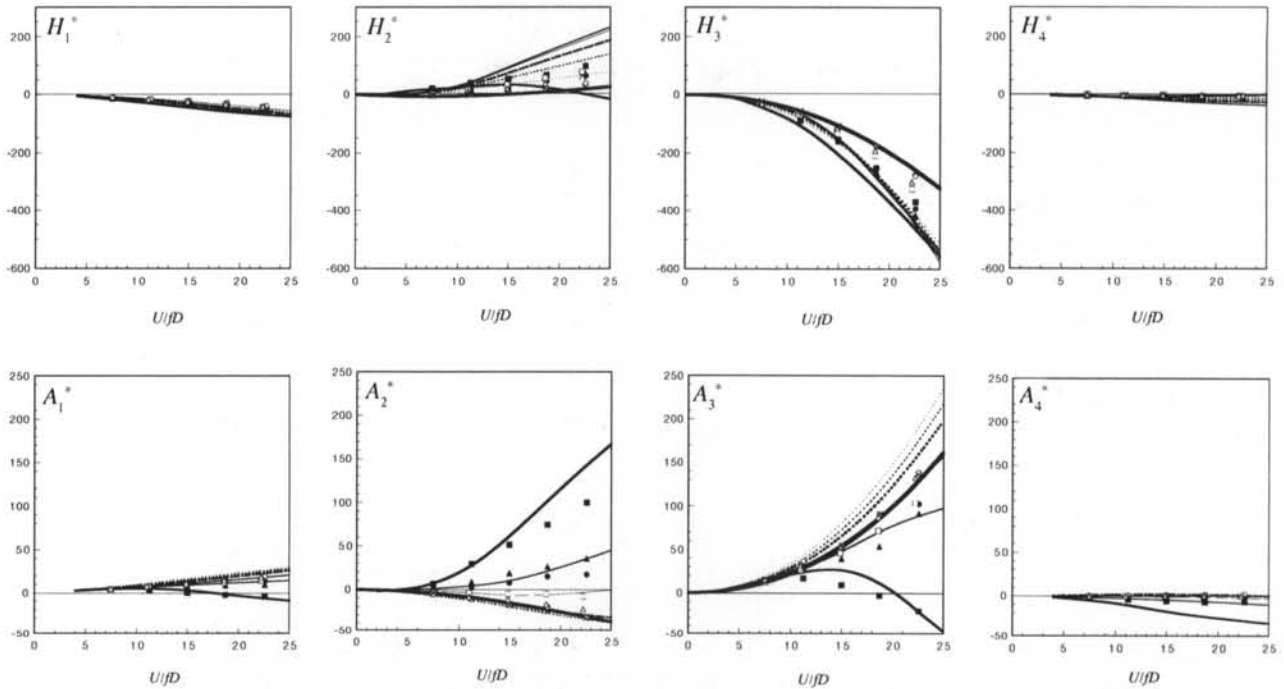 H₁* H₂* H₃* H₄*
200 200 200 200
0 0 0 0
-200 -200 -200 -200
-400 -400 -400 -400
-600 -600 -600 -600
0 5 10 15 20 25 0 5 10 15 20 25 0 5 10 15 20 25 0 5 10 15 20 25
U/fD U/fD U/fD U/fD
250 250 250 250
A₁* A₂* A₃* A₄*
200 200 200 200
150 150 150 150
100 100 100 100
50 50 50 50
0 0 0 0
-50 -50 -50 -50
0 5 10 15 20 25 0 5 10 15 20 25 0 5 10 15 20 25 0 5 10 15 20 25
U/fD U/fD U/fD U/fD